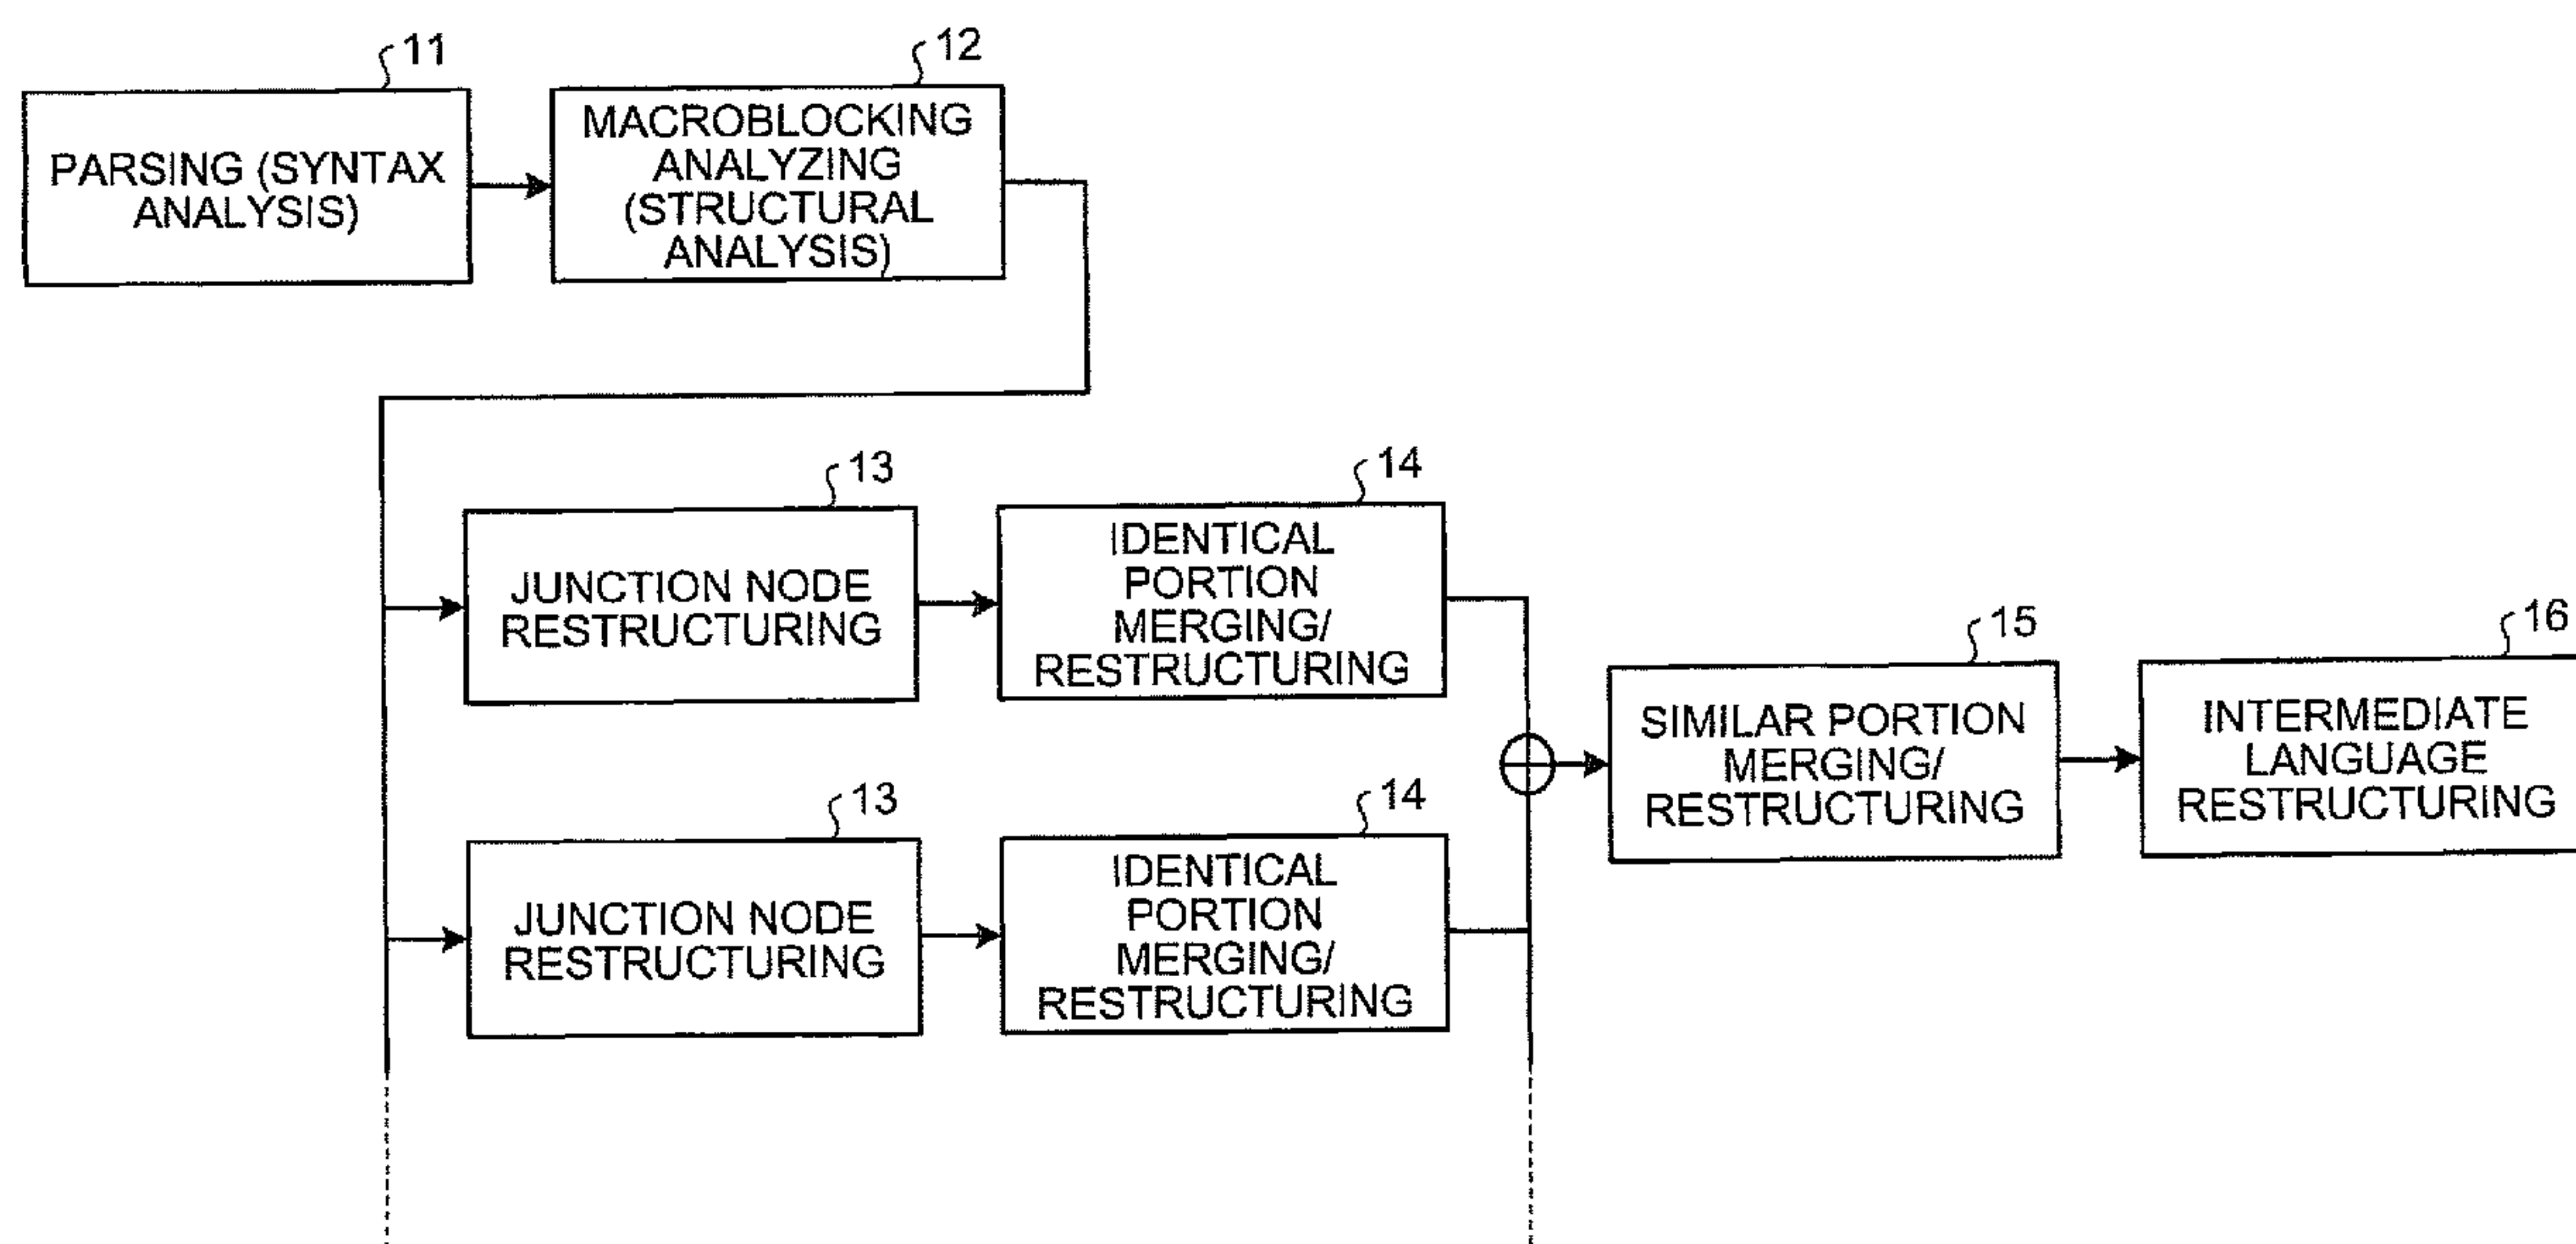 11
PARSING (SYNTAX
ANALYSIS)
12
MACROBLOCKING
ANALYZING
(STRUCTURAL
ANALYSIS)
13
JUNCTION NODE
RESTRUCTURING
14
IDENTICAL
PORTION
MERGING/
RESTRUCTURING
13
JUNCTION NODE
RESTRUCTURING
14
IDENTICAL
PORTION
MERGING/
RESTRUCTURING
15
SIMILAR PORTION
MERGING/
RESTRUCTURING
16
INTERMEDIATE
LANGUAGE
RESTRUCTURING